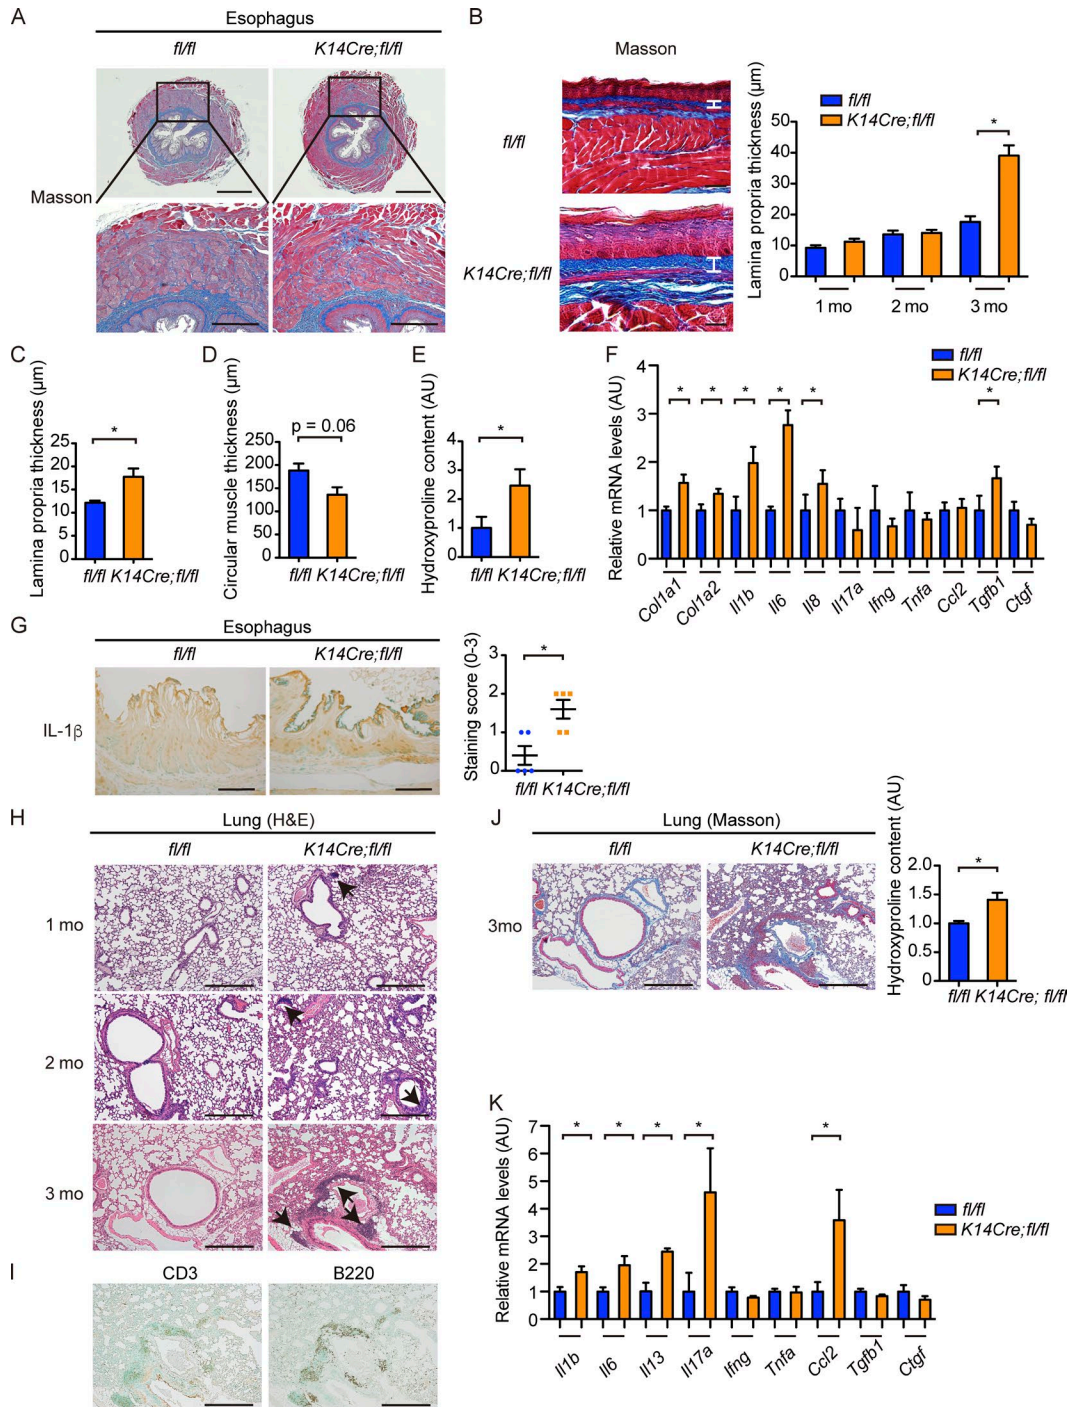 A
Esophagus
fl/fl
K14Cre;fl/fl
Masson
B
Masson
fl/fl
K14Cre;fl/fl
Lamina propria thickness (µm)
fl/fl
K14Cre;fl/fl
50
40
30
20
10
0
*
1 mo
2 mo
3 mo
C
Lamina propria thickness (µm)
25
20
15
10
5
0
*
fl/fl K14Cre;fl/fl
D
Circular muscle thickness (µm)
250
200
150
100
50
0
p = 0.06
fl/fl K14Cre;fl/fl
E
Hydroxyproline content (AU)
4
3
2
1
0
*
fl/fl K14Cre;fl/fl
F
Relative mRNA levels (AU)
4
3
2
1
0
fl/fl
K14Cre;fl/fl
* * * * * *
Col1a1
Col1a2
Il1b
Il6
Il8
Il17a
Ifng
Tnfa
Ccl2
Tgfb1
Ctgf
G
Esophagus
fl/fl
K14Cre;fl/fl
IL-1β
Staining score (0-3)
3
2
1
0
*
fl/fl K14Cre;fl/fl
H
Lung (H&E)
fl/fl
K14Cre;fl/fl
1 mo
2 mo
3 mo
I
CD3
B220
J
Lung (Masson)
fl/fl
K14Cre;fl/fl
3mo
Hydroxyproline content (AU)
2.0
1.5
1.0
0.5
0.0
*
fl/fl K14Cre; fl/fl
K
Relative mRNA levels (AU)
7
6
5
4
3
2
1
0
* * * * *
fl/fl
K14Cre;fl/fl
Il1b
Il6
Il13
Il17a
Ifng
Tnfa
Ccl2
Tgfb1
Ctgf